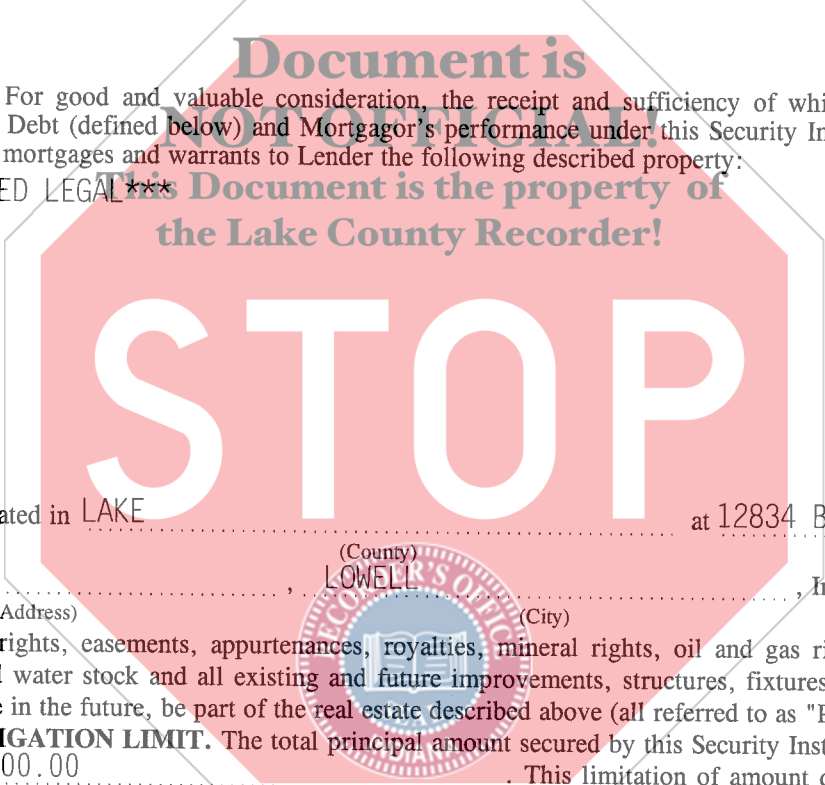 Document is
For good and valuable consideration, the receipt and sufficiency of whi
NOT OFFICIAL!
Debt (defined below) and Mortgagor's performance under this Security In
mortgages and warrants to Lender the following described property:
ED LEGAL***
This Document is the property of
the Lake County Recorder!
STOP
ated in LAKE at 12834 B
(County)
, LOWELL , In
Address) (City)
rights, easements, appurtenances, royalties, mineral rights, oil and gas ri
water stock and all existing and future improvements, structures, fixtures
e in the future, be part of the real estate described above (all referred to as "P
IGATION LIMIT. The total principal amount secured by this Security Inst
00.00 . This limitation of amount d
RECORDER'S OFFIC
INDIANA